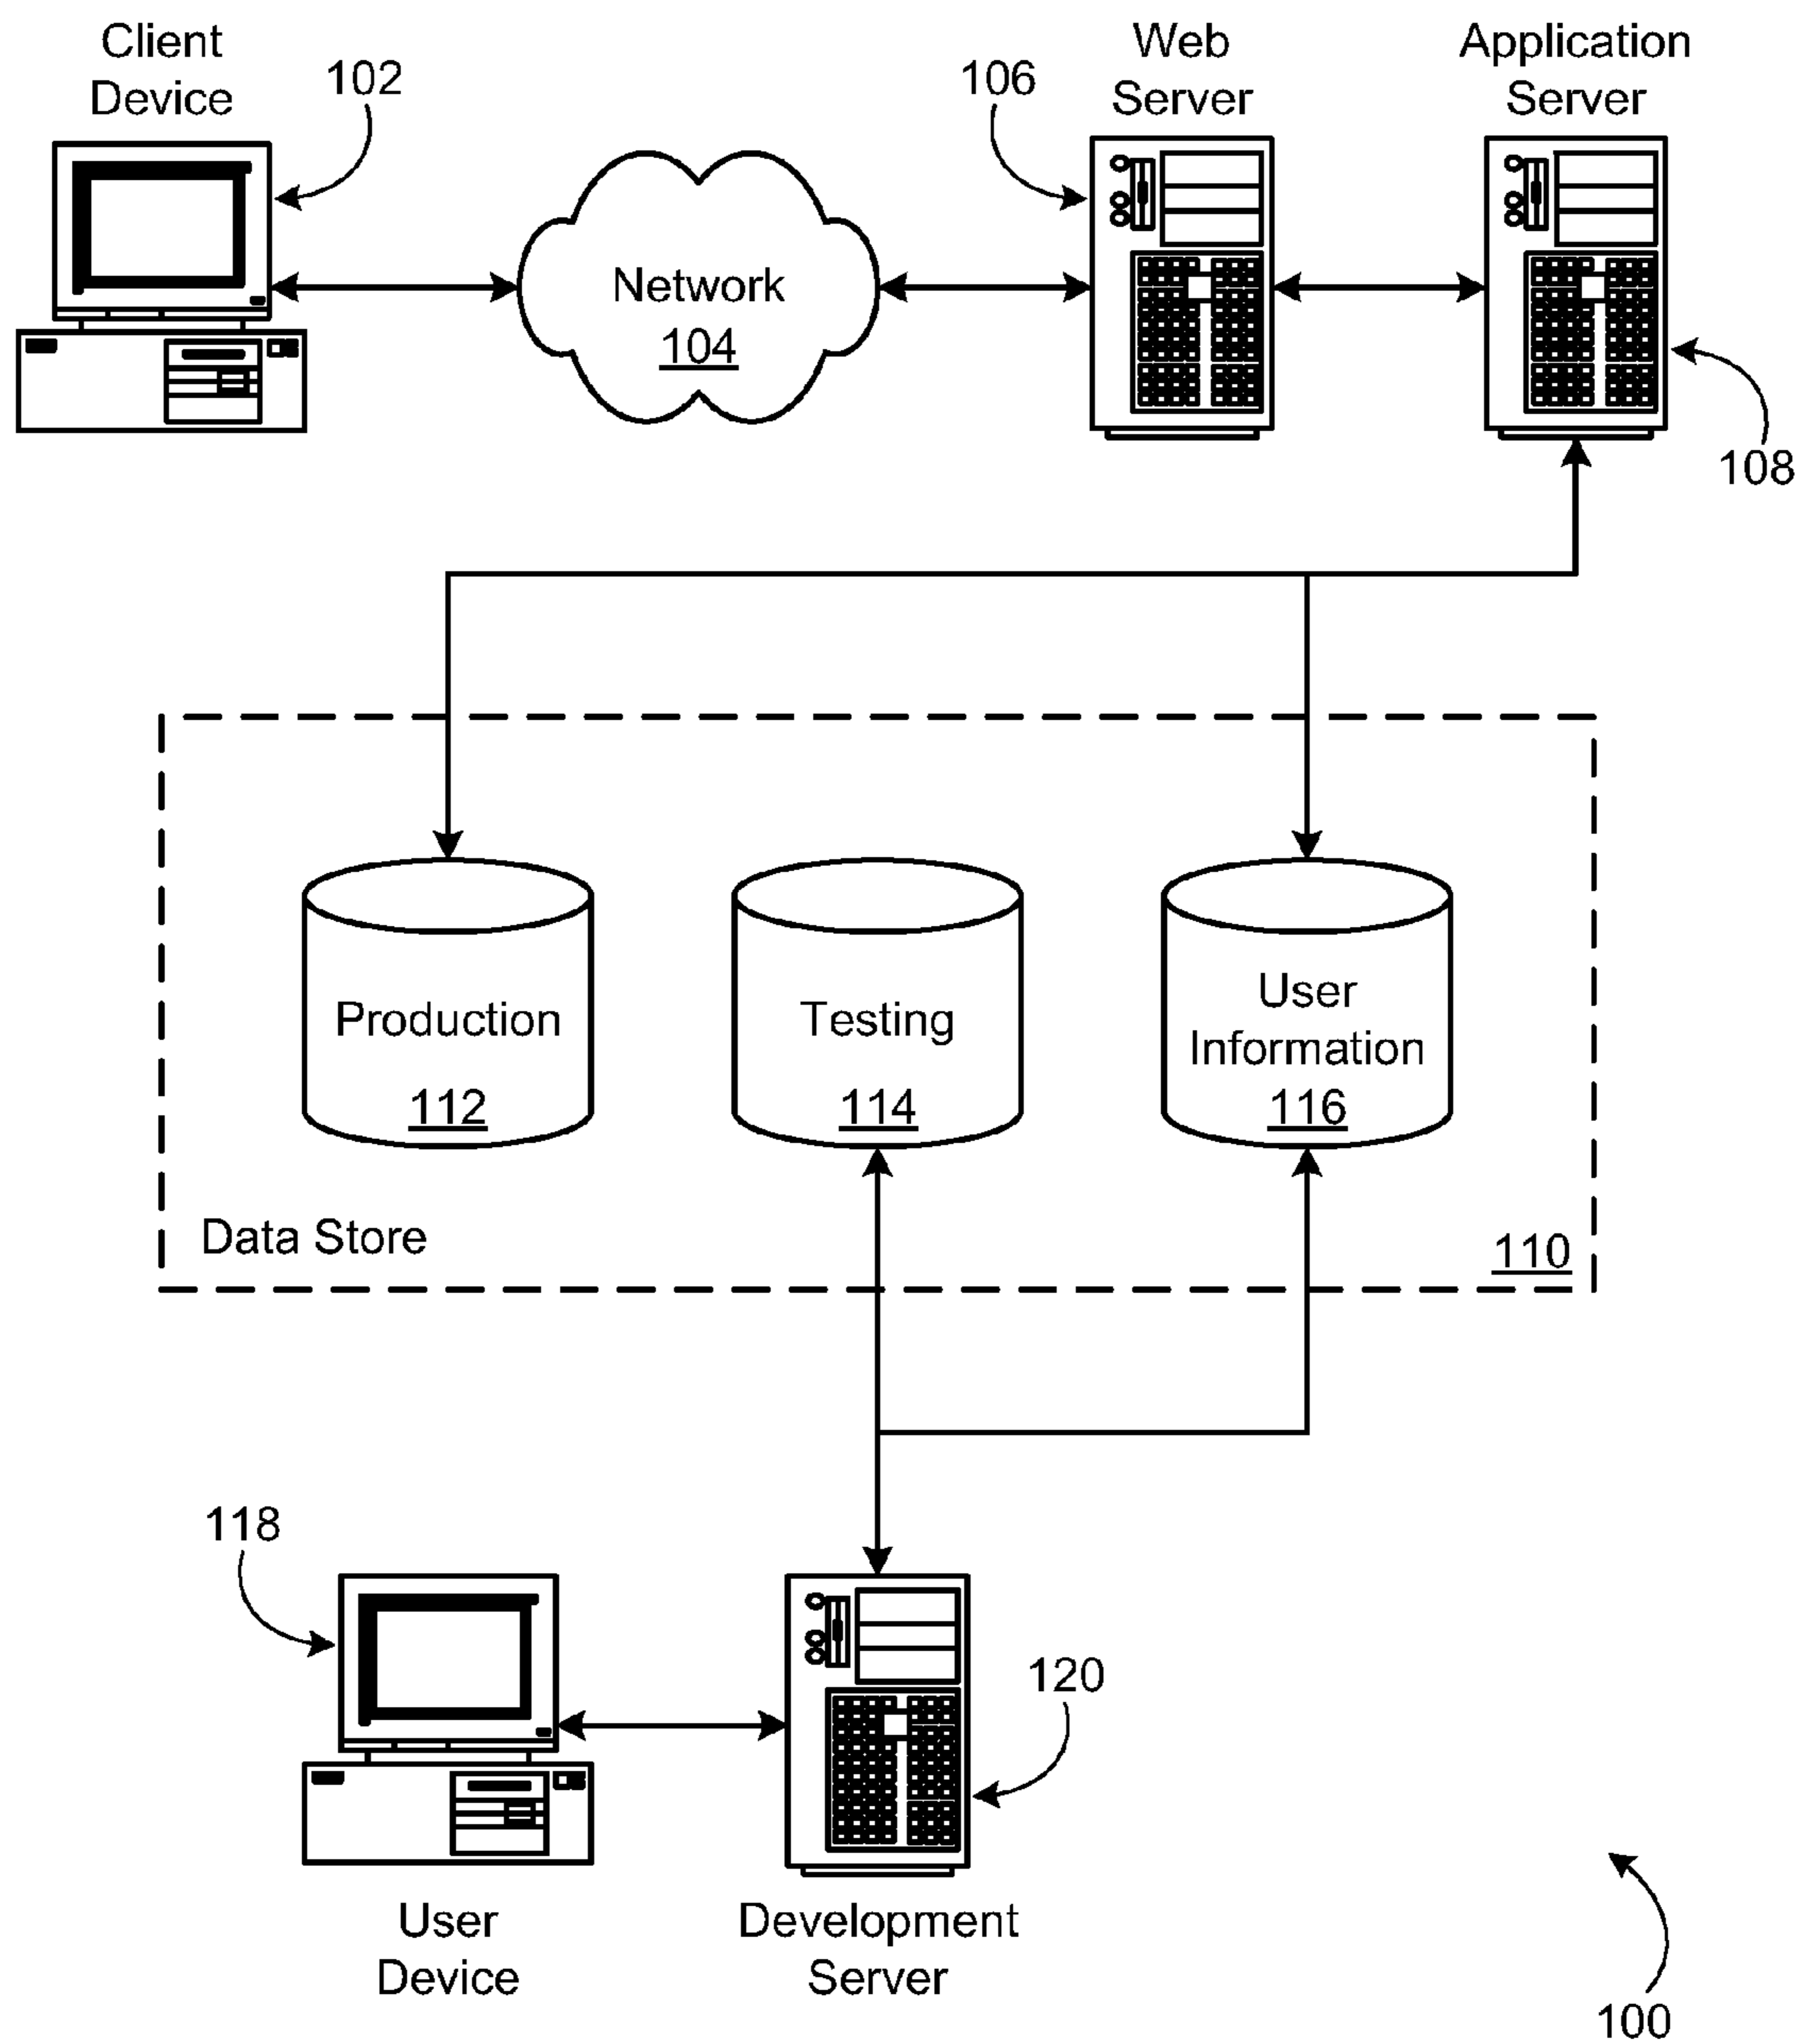 Client
Device
102
Web
Server
106
Application
Server
Network
104
108
Production
112
Testing
114
User
Information
116
Data Store
110
118
120
User
Device
Development
Server
100